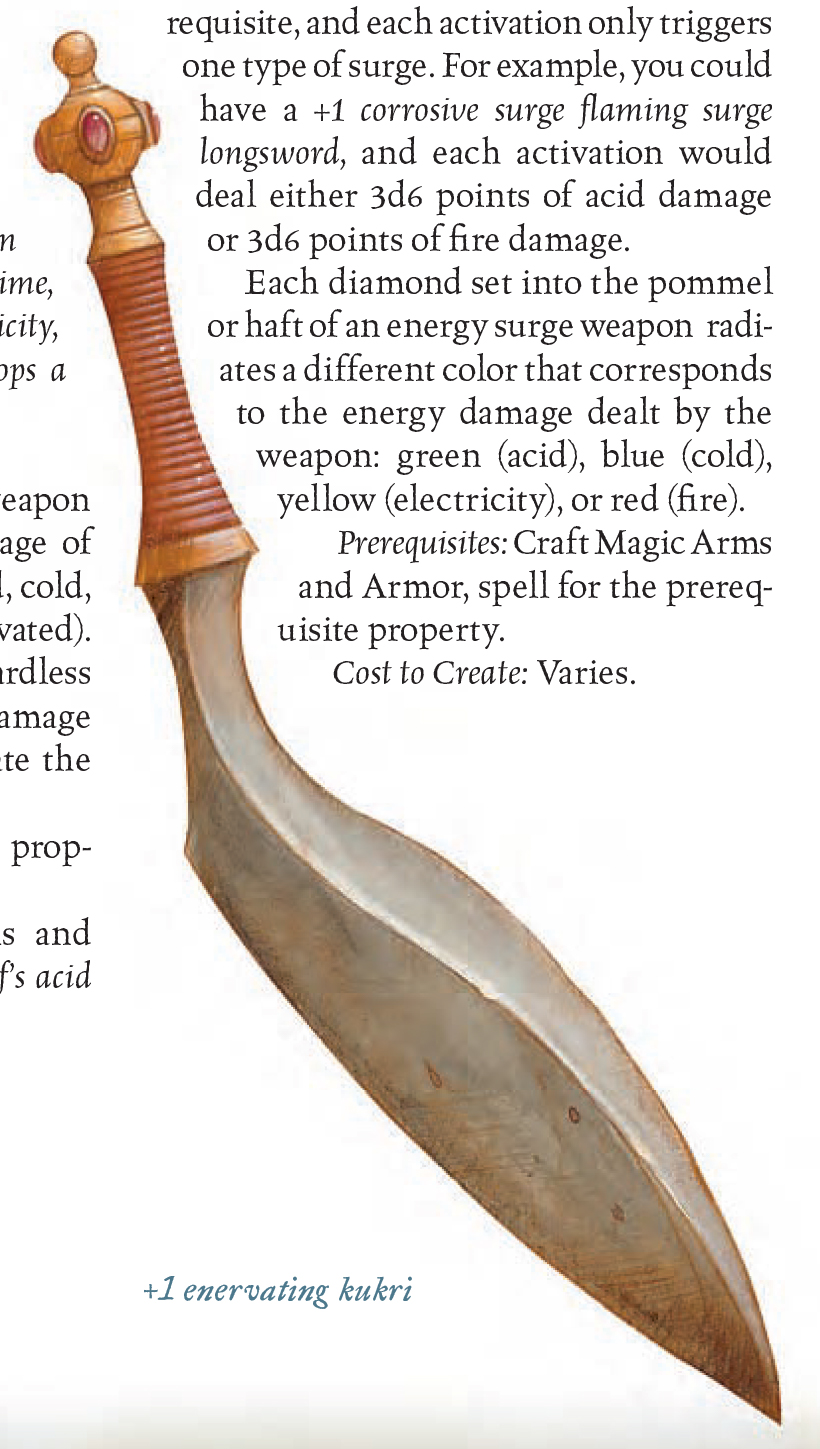 requisite, and each activation only triggers
one type of surge. For example, you could
have a +1 corrosive surge flaming surge
longsword, and each activation would
deal either 3d6 points of acid damage
or 3d6 points of fire damage.
Each diamond set into the pommel
or haft of an energy surge weapon radi-
ates a different color that corresponds
to the energy damage dealt by the
weapon: green (acid), blue (cold),
yellow (electricity), or red (fire).
Prerequisites: Craft Magic Arms
and Armor, spell for the prereq-
uisite property.
Cost to Create: Varies.
n
ime,
icity,
ops a
eapon
age of
l, cold,
vated).
ardless
amage
te the
prop-
s and
f's acid
+1 enervating kukri